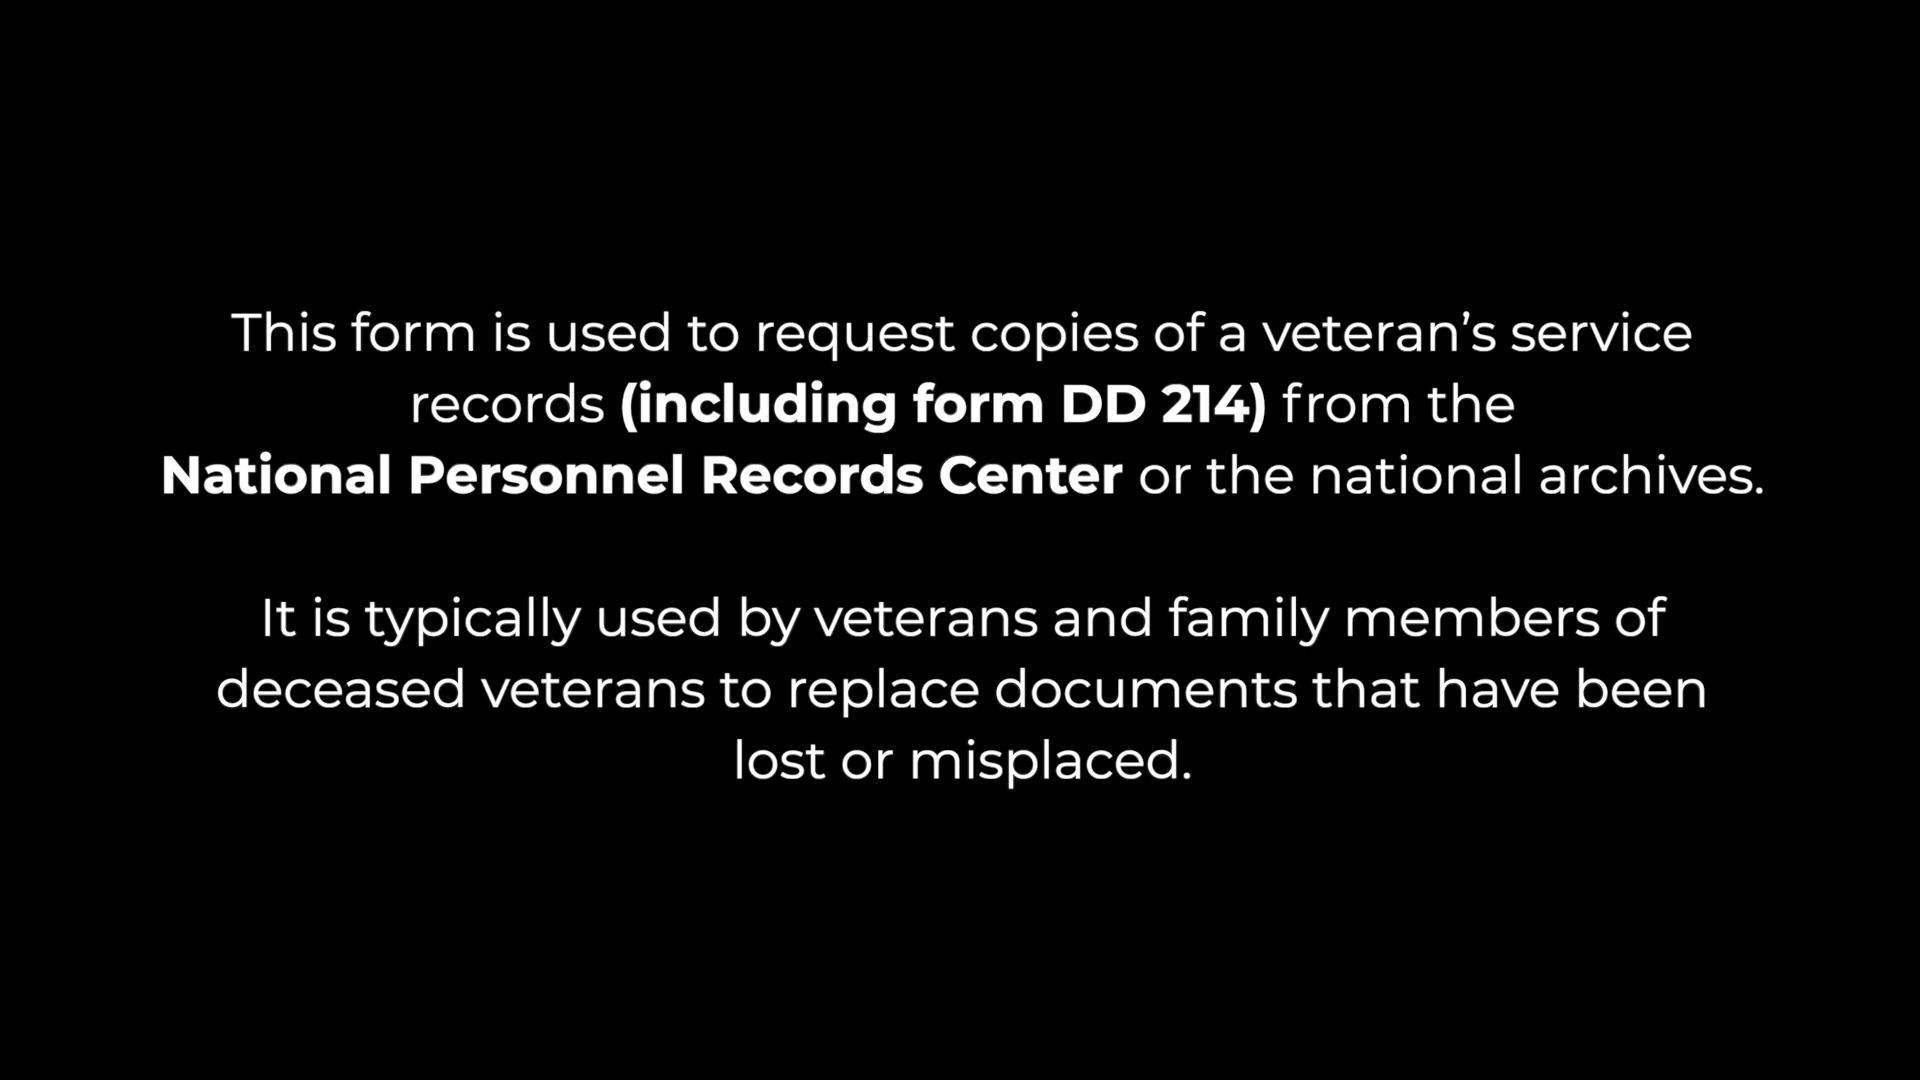 This form is used to request copies of a veteran’s service
records (including form DD 214) from the
National Personnel Records Center or the national archives.
It is typically used by veterans and family members of
deceased veterans to replace documents that have been
lost or misplaced.